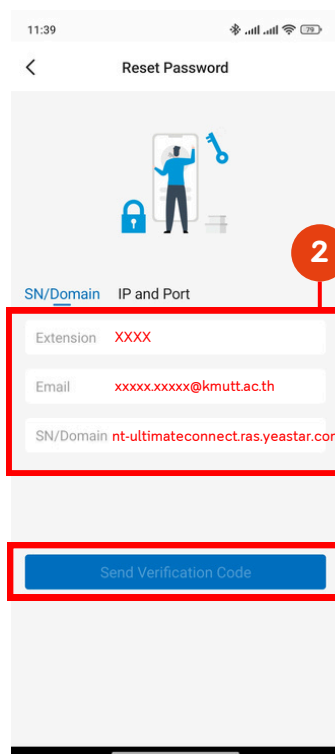 11:39
79
Reset Password
2
SN/Domain IP and Port
Extension XXXX
Email xxxxx.xxxxx@kmutt.ac.th
SN/Domain nt-ultimateconnect.ras.yeastar.com
Send Verification Code